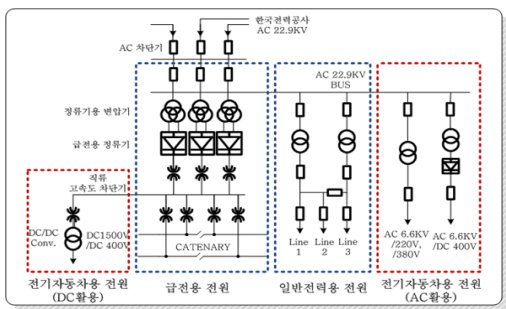 한국전력공사
AC 22.9KV
AC 차단기
AC 22.9KV
BUS
정류기용 변압기
급전용 정류기
직류
고속도 차단기
DC/DC
Conv.
DC1500V
/DC 400V
CATENARY
Line
1
Line
2
Line
3
AC 6.6KV
/220V.
/380V
AC 6.6KV
/DC 400V
전기자동차용 전원
(DC활용)
급전용 전원
일반전력용 전원
전기자동차용 전원
(AC활용)